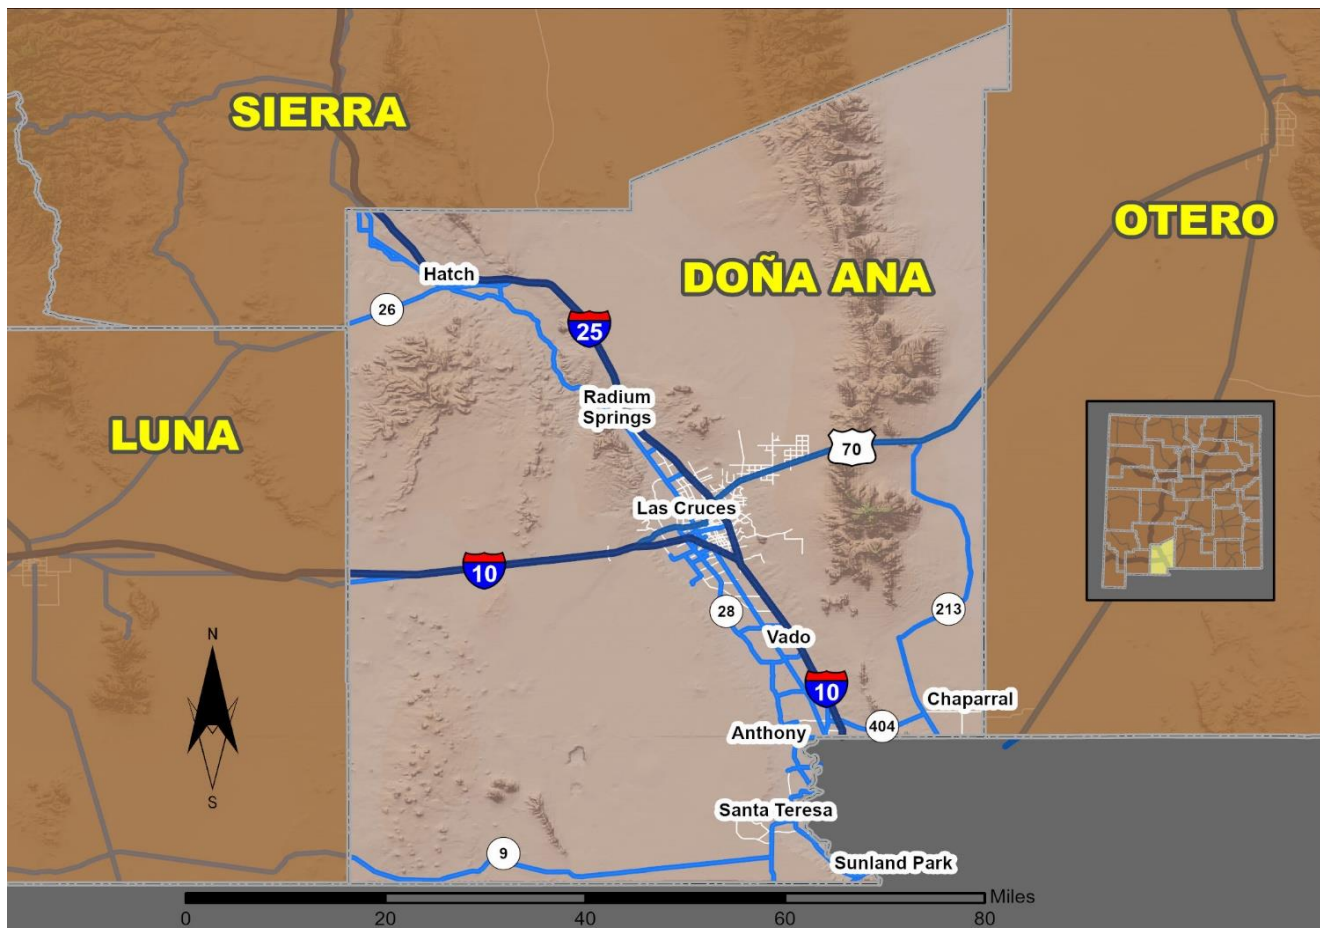 SIERRA
OTERO
DOÑA ANA
Hatch
26
25
Radium
Springs
LUNA
70
Las Cruces
10
28
213
Vado
10
Chaparral
404
Anthony
N
S
Santa Teresa
9
Sunland Park
Miles
0 20 40 60 80